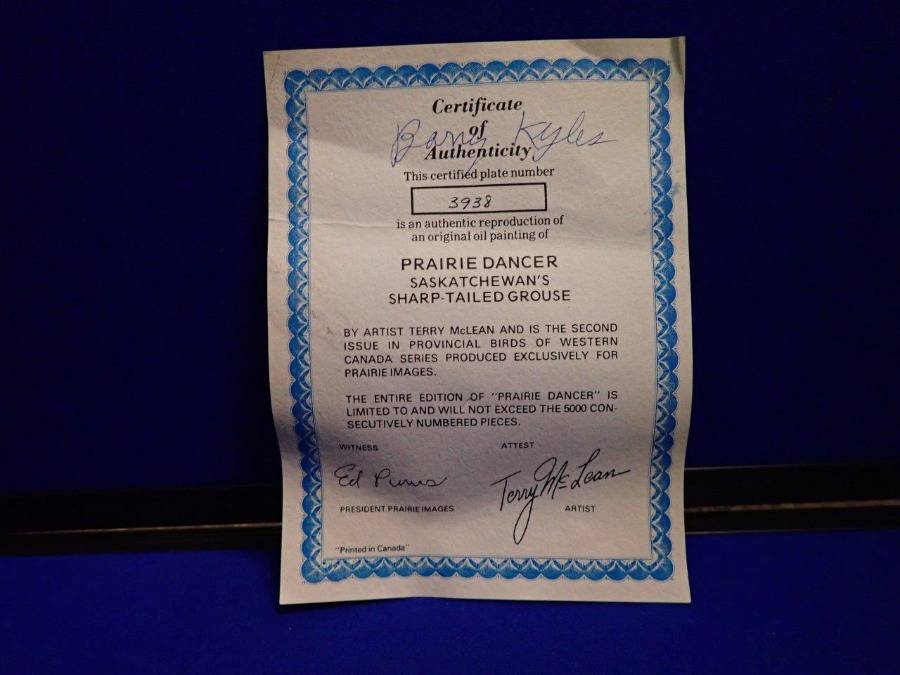 Certificate
of
Barry Kyles
Authenticity
This certified plate number
3938
is an authentic reproduction of
an original oil painting of
PRAIRIE DANCER
SASKATCHEWAN'S
SHARP-TAILED GROUSE
BY ARTIST TERRY McLEAN AND IS THE SECOND
ISSUE IN PROVINCIAL BIRDS OF WESTERN
CANADA SERIES PRODUCED EXCLUSIVELY FOR
PRAIRIE IMAGES.
THE ENTIRE EDITION OF "PRAIRIE DANCER" IS
LIMITED TO AND WILL NOT EXCEED THE 5000 CON-
SECUTIVELY NUMBERED PIECES.
WITNESS ATTEST
Ed Terry McLean
PRESIDENT PRAIRIE IMAGES ARTIST
"Printed in Canada"